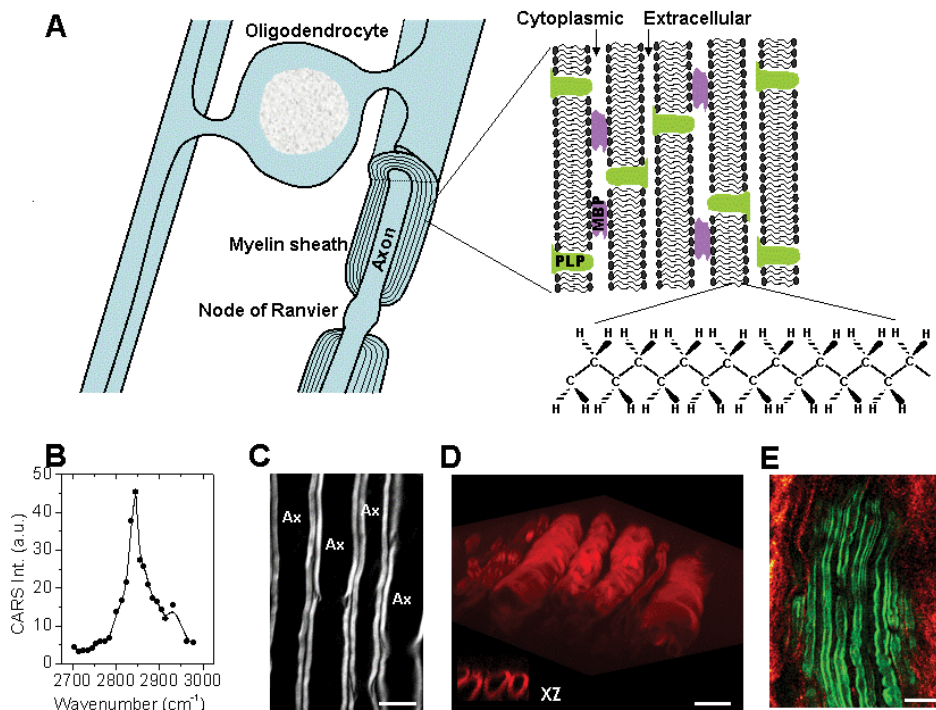 A
Oligodendrocyte
Cytoplasmic Extracellular
Myelin sheath
Axon
Node of Ranvier
MBP
PLP
H H H H H H H H H H H H H H H H
C C C C C C C C
C C C C C C C C
H H H H H H H H H H H H H H H H
B
50
40
30
20
10
0
CARS Int. (a.u.)
2700 2800 2900 3000
Wavenumber (cm⁻¹)
C
Ax Ax
Ax
Ax
D
XZ
E